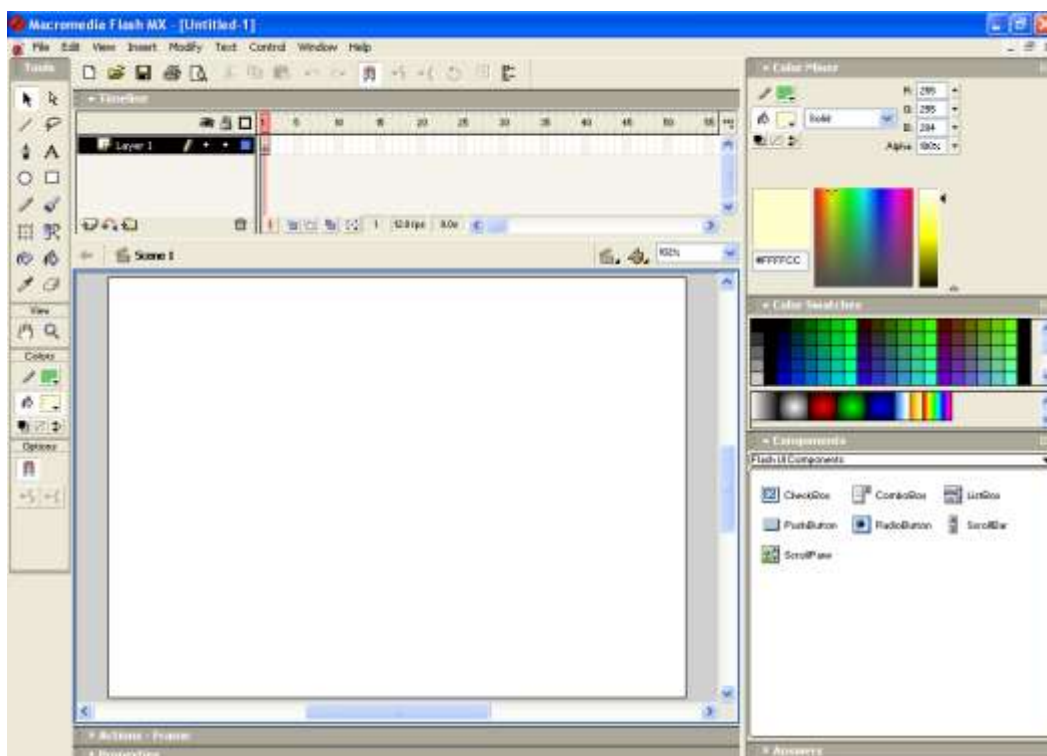 Macromedia Flash MX - [Untitled-1]
File Edit View Insert Modify Text Control Window Help
Tools
Timeline
1 5 10 15 20 25 30 35 40 45 50 55
Layer 1
1 12.0 fps 0.0s
Scene 1
View
Colors
Options
Color Mixer
R: 255
Solid
G: 255
B: 204
Alpha: 100%
#FFFFCC
Color Swatches
Components
Flash UI Components
CheckBox ComboBox ListBox
PushButton RadioButton ScrollBar
ScrollPane
Actions - Frame
Properties
Answers